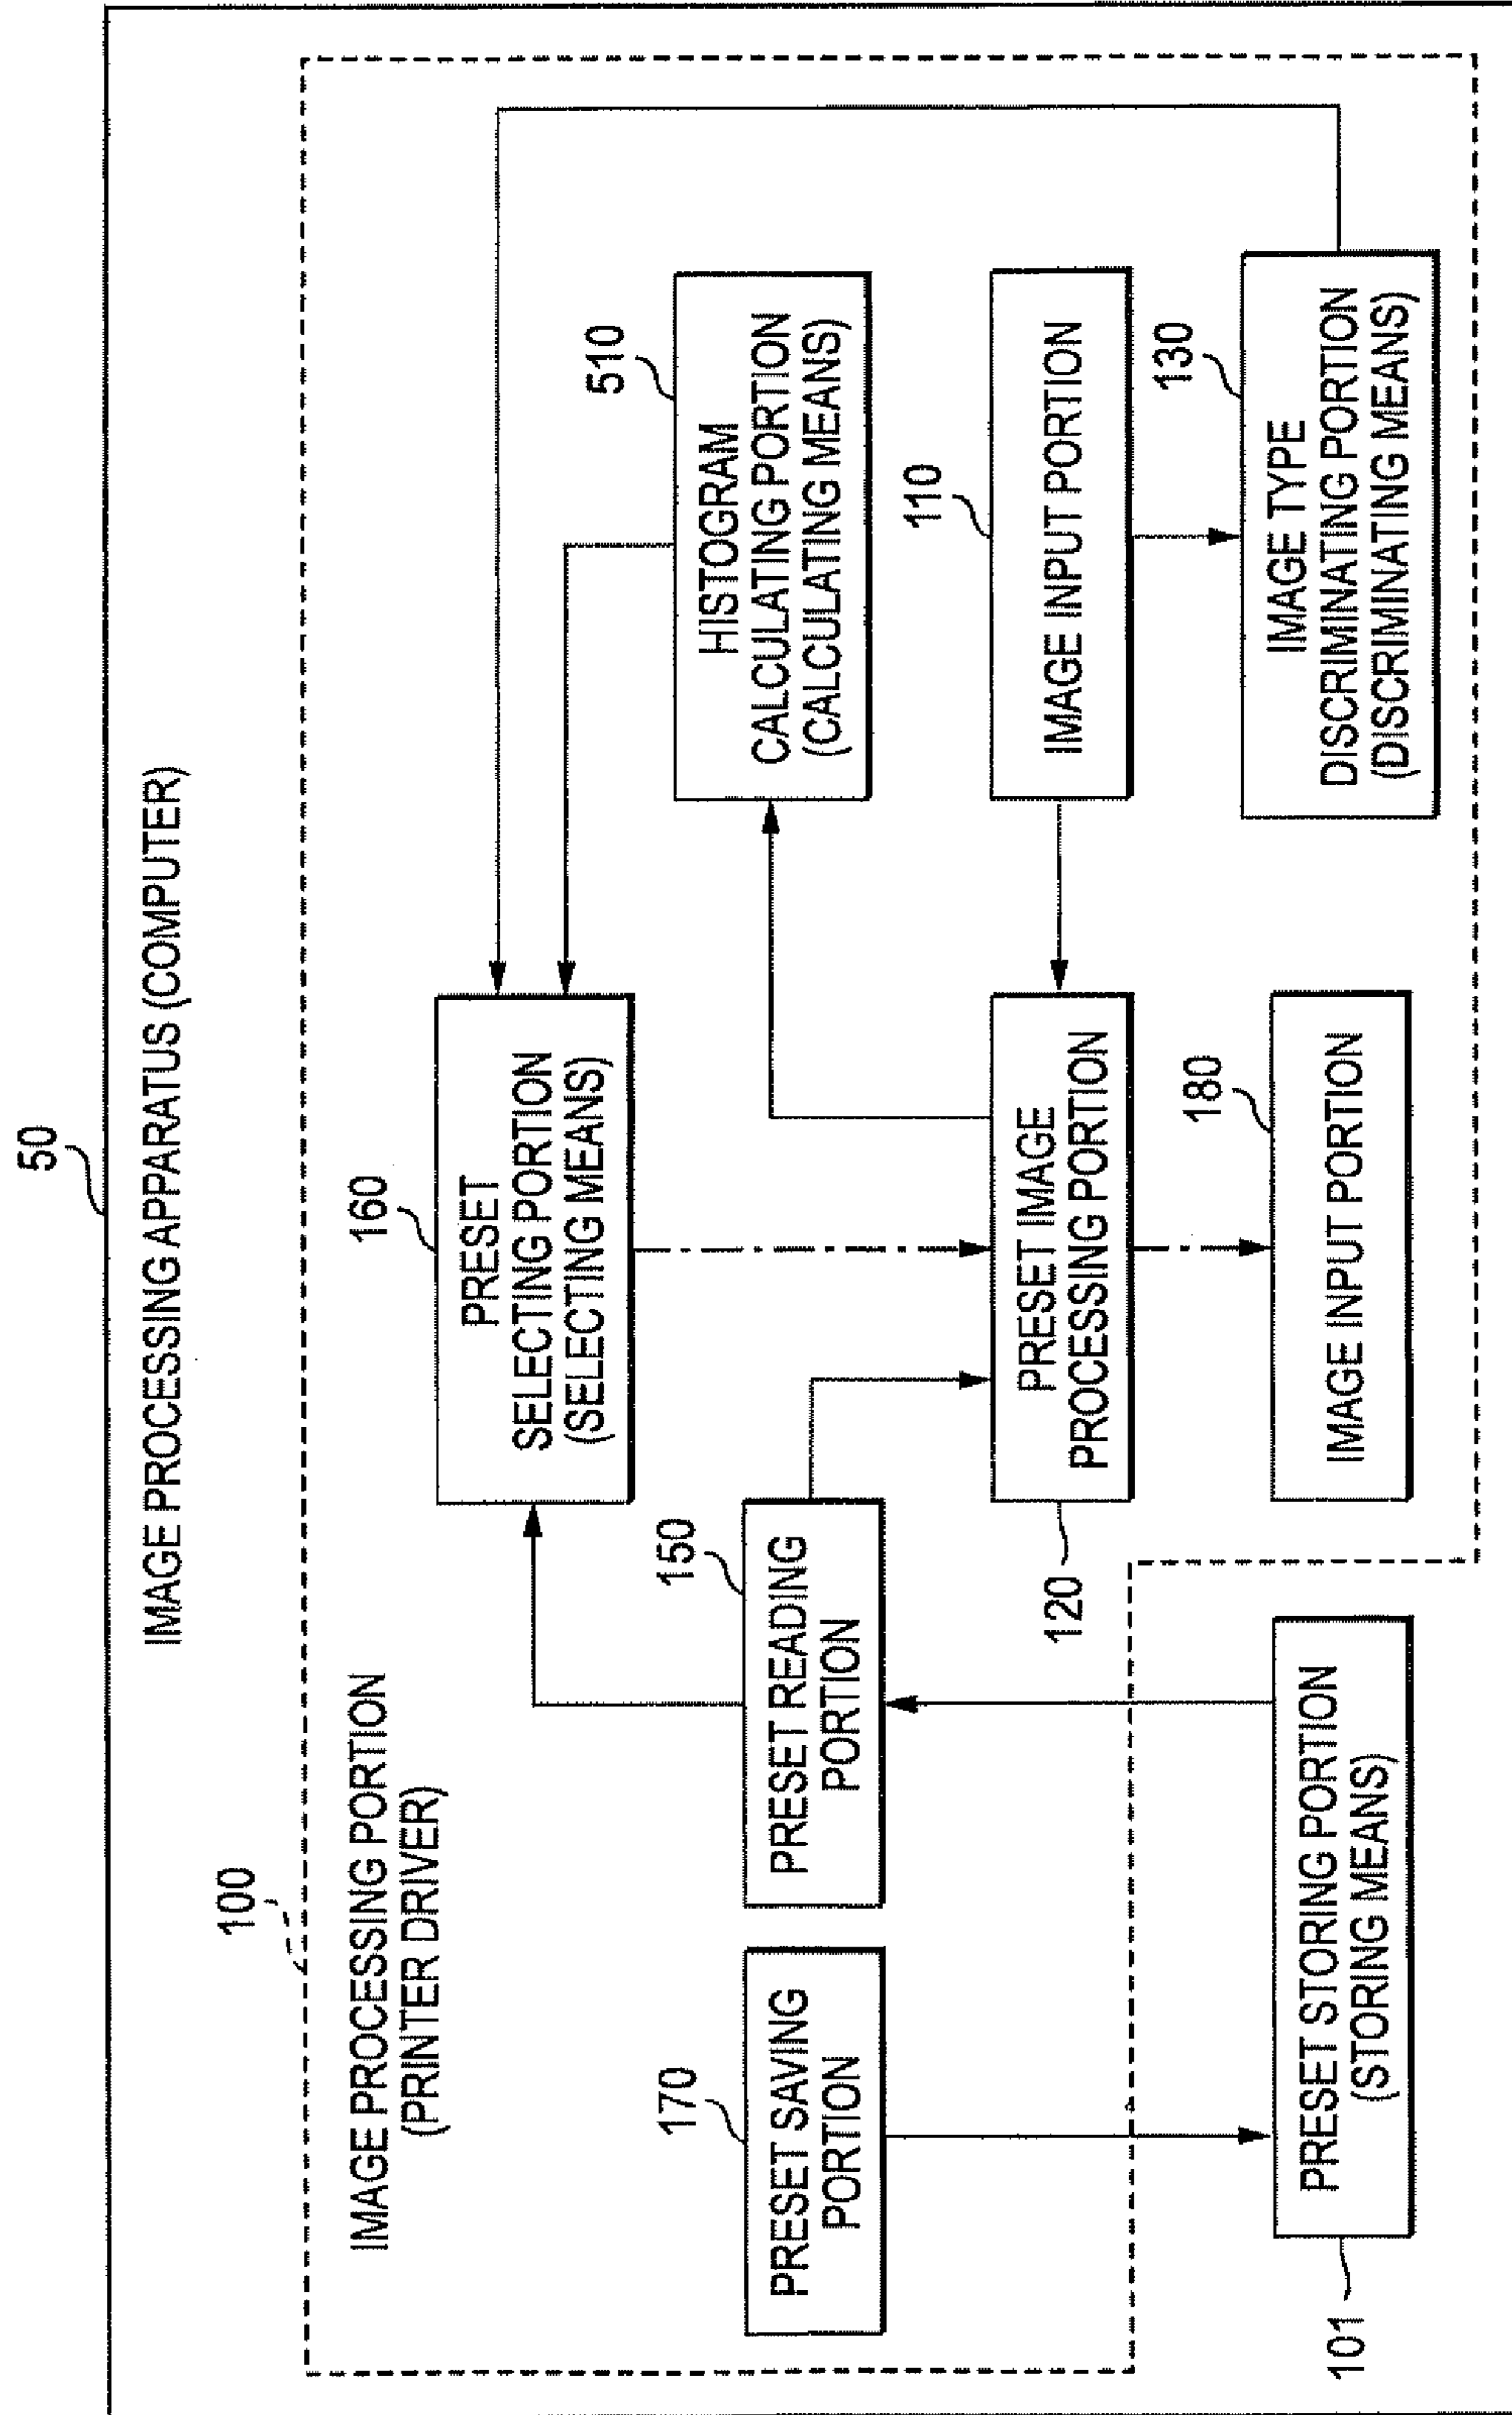 50
IMAGE PROCESSING APPARATUS (COMPUTER)
100
IMAGE PROCESSING PORTION
(PRINTER DRIVER)
160
PRESET
SELECTING PORTION
(SELECTING MEANS)
170
PRESET SAVING
PORTION
150
PRESET READING
PORTION
510
HISTOGRAM
CALCULATING PORTION
(CALCULATING MEANS)
120
PRESET IMAGE
PROCESSING PORTION
110
IMAGE INPUT PORTION
101
PRESET STORING PORTION
(STORING MEANS)
180
IMAGE INPUT PORTION
130
IMAGE TYPE
DISCRIMINATING PORTION
(DISCRIMINATING MEANS)